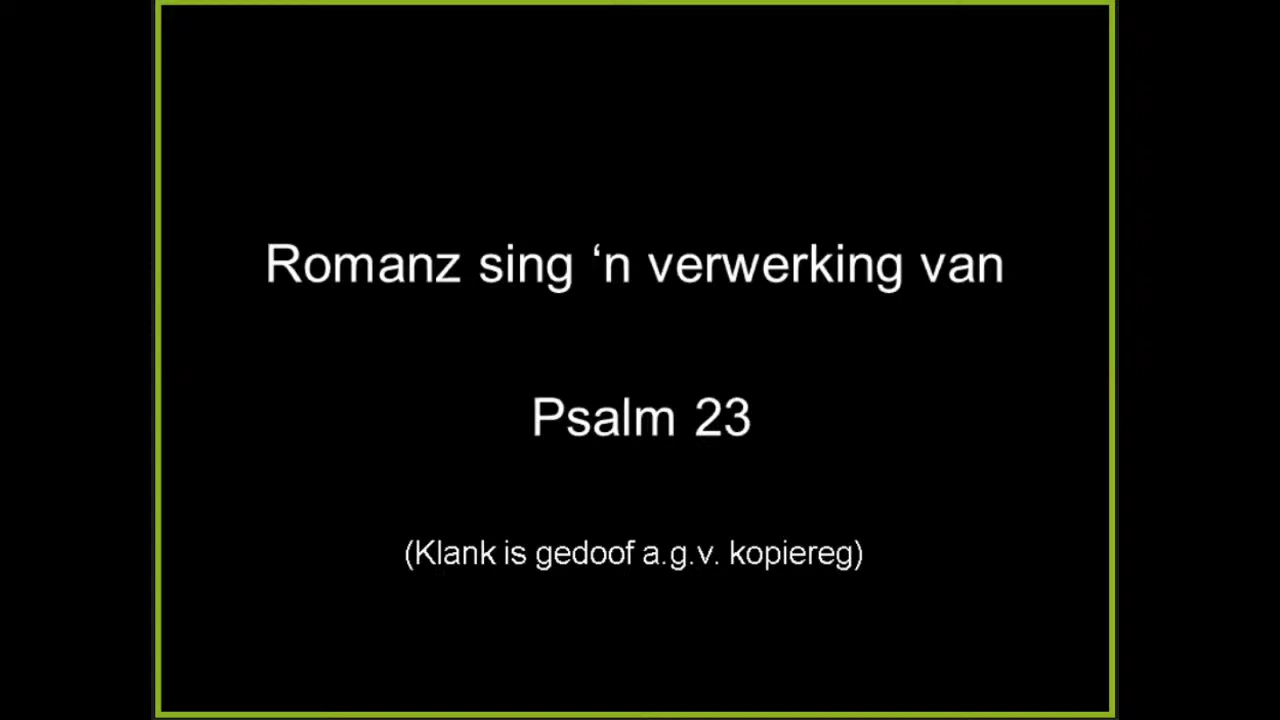 Romanz sing ‘n verwerking van
Psalm 23
(Klank is gedoof a.g.v. kopiereg)